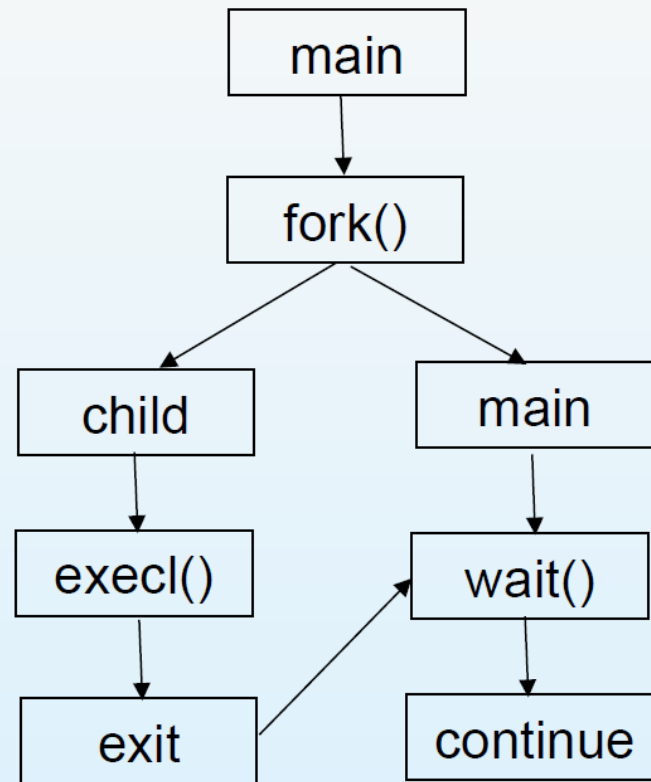 main
fork()
child
main
execl()
wait()
exit
continue